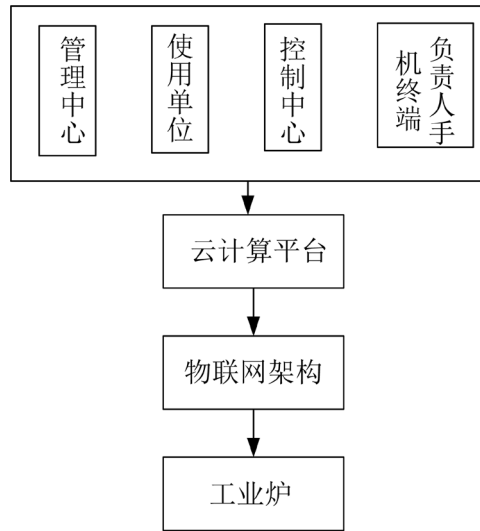 管理中心
使用单位
控制中心
负责人手
机终端
云计算平台
物联网架构
工业炉